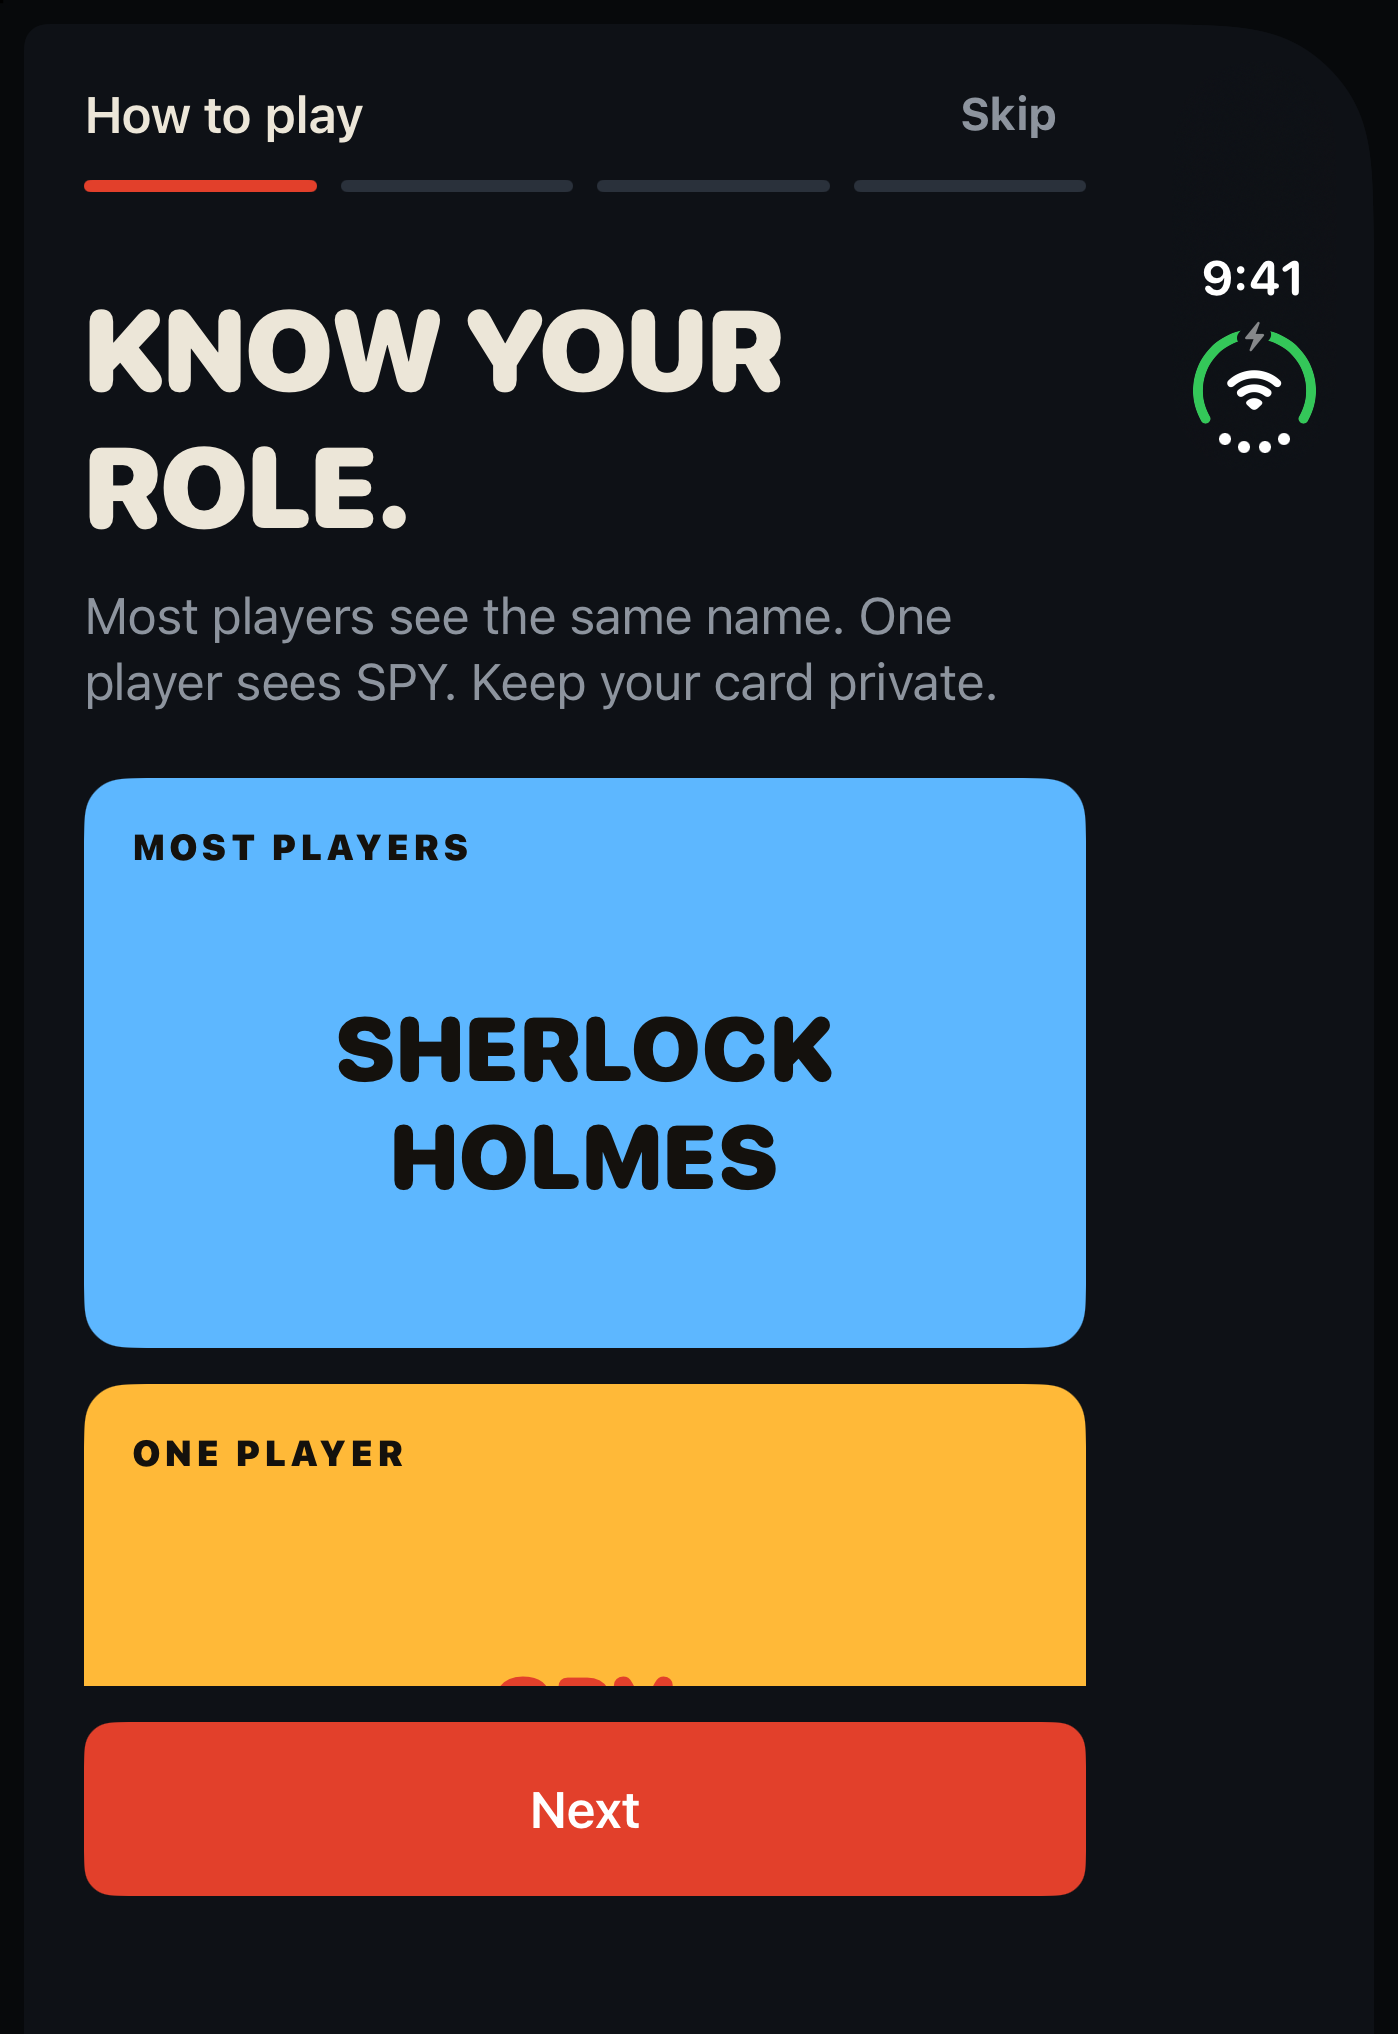 How to play
Skip
9:41
KNOW YOUR
ROLE.
Most players see the same name. One
player sees SPY. Keep your card private.
MOST PLAYERS
SHERLOCK
HOLMES
ONE PLAYER
Next